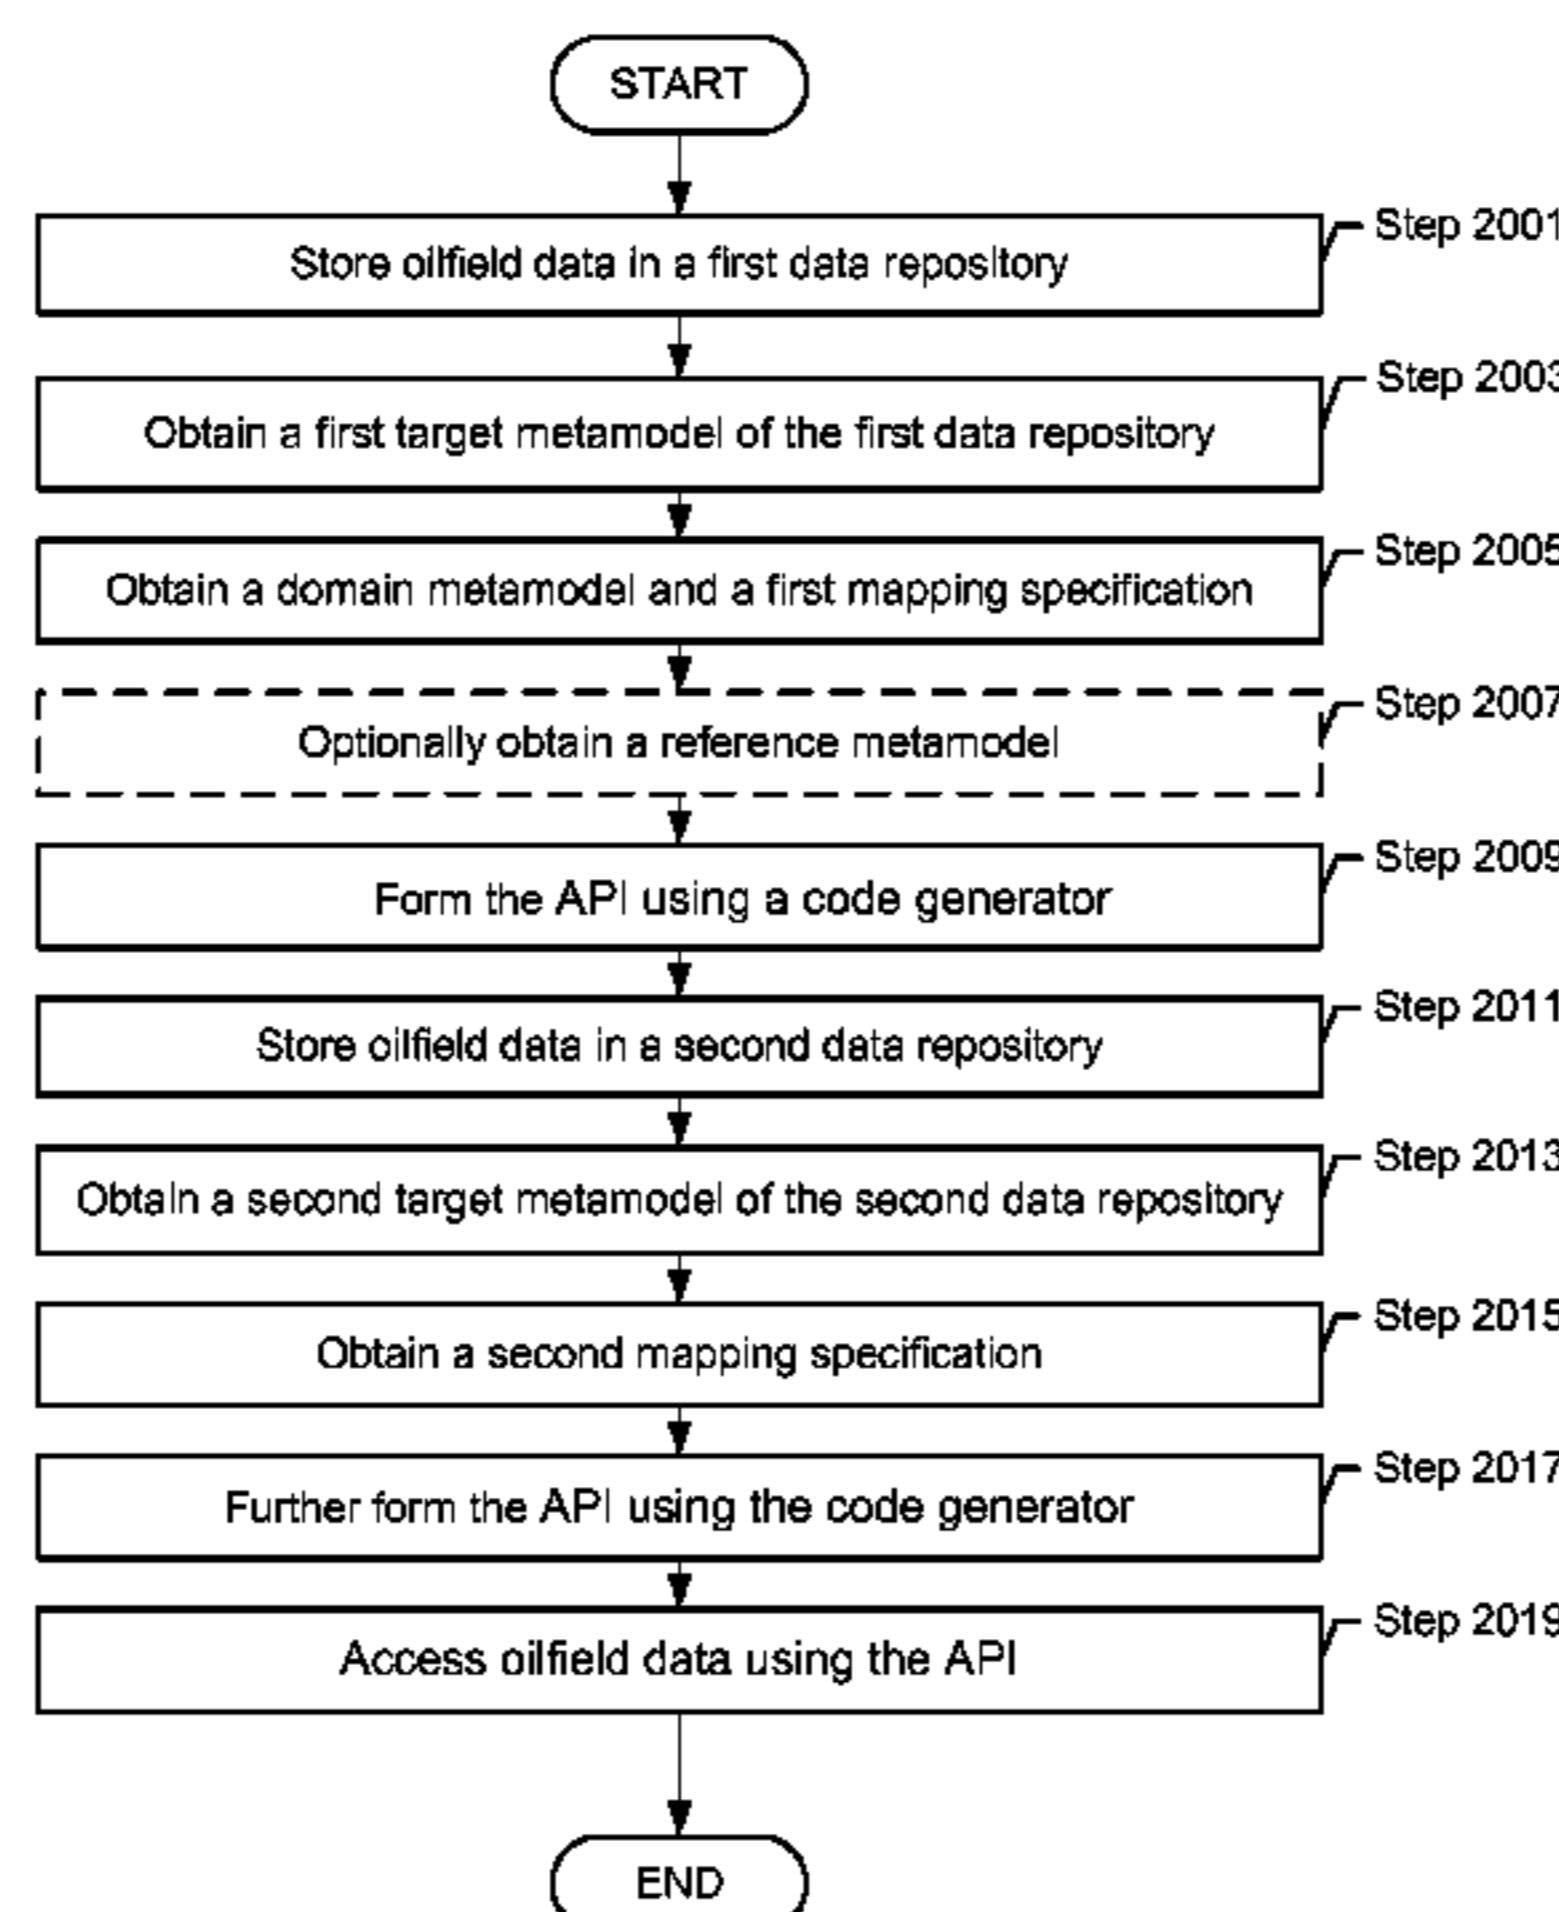 START
Store oilfield data in a first data repository
Step 2001
Obtain a first target metamodel of the first data repository
Step 2003
Obtain a domain metamodel and a first mapping specification
Step 2005
Optionally obtain a reference metamodel
Step 2007
Form the API using a code generator
Step 2009
Store oilfield data in a second data repository
Step 2011
Obtain a second target metamodel of the second data repository
Step 2013
Obtain a second mapping specification
Step 2015
Further form the API using the code generator
Step 2017
Access oilfield data using the API
Step 2019
END